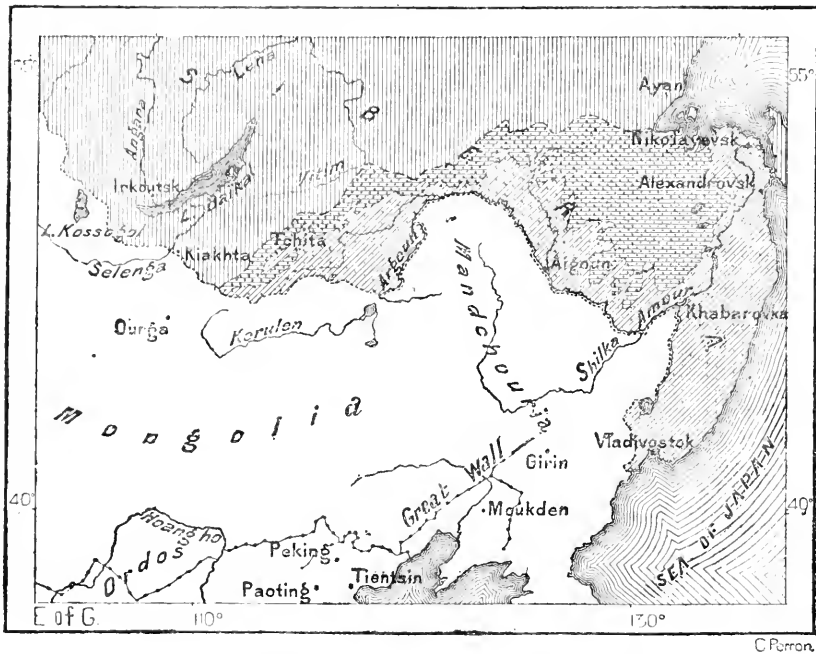 55°
S I B E R I A
Lena
Angara
Vitim
Ayan
55°
Nikolayevsk
Alexandrovsk
Irkoutsk
L. Baikal
L. Kossogol
Selenga
Kiakhta
Tchita
Argoun
Aigoun
Amour
Khabarovka
Ourga
Kerulen
Mandchouria
Shilka
Mongolia
Vladivostok
Girin
Great Wall
Moukden
40°
40°
Hoang ho
Ordos
Peking
Paoting
Tientsin
SEA OF JAPAN
E. of G.
110°
130°
C. Perron